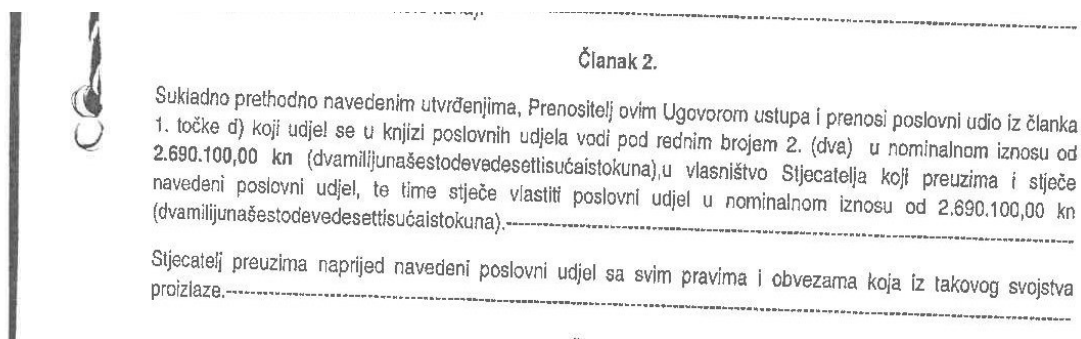 Članak 2.
Sukladno prethodno navedenim utvrđenjima, Prenositelj ovim Ugovorom ustupa i prenosi poslovni udio iz članka
1. točke d) koji udjel se u knjizi poslovnih udjela vodi pod rednim brojem 2. (dva) u nominalnom iznosu od
2.690.100,00 kn (dvamilijunašestodevedesettisućaistokuna),u vlasništvo Stjecatelja koji preuzima i stječe
navedeni poslovni udjel, te time stječe vlastiti poslovni udjel u nominalnom iznosu od 2.690.100,00 kn
(dvamilijunašestodevedesettisućaistokuna).-----------------------------------------------------------
Stjecatelj preuzima naprijed navedeni poslovni udjel sa svim pravima i obvezama koja iz takovog svojstva
proizlaze.-----------------------------------------------------------